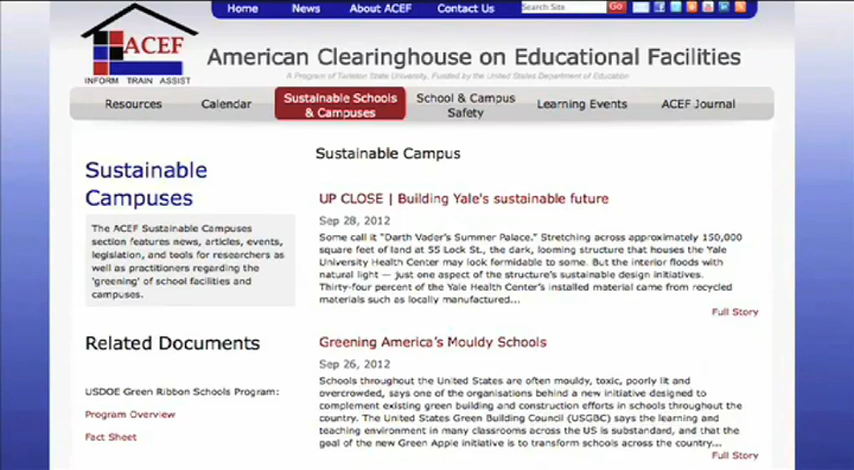 Home News About ACEF Contact Us Search Site Go
ACEF
INFORM TRAIN ASSIST
American Clearinghouse on Educational Facilities
A Program of Tarleton State University, Funded by the United States Department of Education
Resources Calendar Sustainable Schools & Campuses School & Campus Safety Learning Events ACEF Journal
Sustainable
Campuses
The ACEF Sustainable Campuses
section features news, articles, events,
legislation, and tools for researchers as
well as practitioners regarding the
'greening' of school facilities and
campuses.
Related Documents
USDOE Green Ribbon Schools Program:
Program Overview
Fact Sheet
Sustainable Campus
UP CLOSE | Building Yale's sustainable future
Sep 28, 2012
Some call it "Darth Vader's Summer Palace." Stretching across approximately 150,000
square feet of land at 55 Lock St., the dark, looming structure that houses the Yale
University Health Center may look formidable to some. But the interior floods with
natural light — just one aspect of the structure's sustainable design initiatives.
Thirty-four percent of the Yale Health Center's installed material came from recycled
materials such as locally manufactured...
Full Story
Greening America's Mouldy Schools
Sep 26, 2012
Schools throughout the United States are often mouldy, toxic, poorly lit and
overcrowded, says one of the organisations behind a new initiative designed to
complement existing green building and construction efforts in schools throughout the
country. The United States Green Building Council (USGBC) says the learning and
teaching environment in many classrooms across the US is substandard, and that the
goal of the new Green Apple initiative is to transform schools across the country...
Full Story